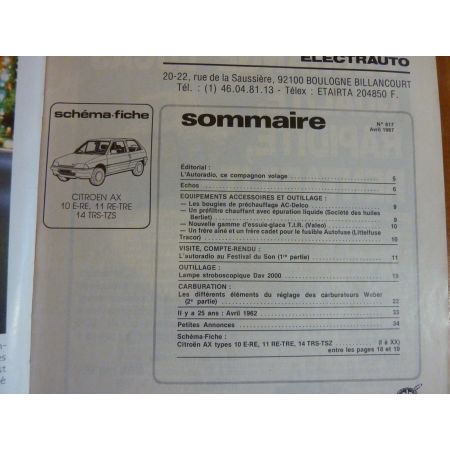 ELECTRAUTO
20-22, rue de la Saussière, 92100 BOULOGNE BILLANCOURT
Tél. : (1) 46.04.81.13 - Télex : ETAIRTA 204850 F.
schéma-fiche
CITROËN AX
10 E-RE, 11 RE-TRE
14 TRS-TZS
sommaire
N° 617
Avril 1987
Editorial :
L'Autoradio, ce compagnon volage 5
Echos 6
EQUIPEMENTS ACCESSOIRES ET OUTILLAGE :
— Les bougies de préchauffage AC-Delco 9
— Un préfiltre chauffant avec épuration liquide (Société des huiles
Berliet) 9
— Nouvelle gamme d'essuie-glace T.I.R. (Valeo) 10
— Un frère aîné et un frère cadet pour le fusible Autofuse (Littelfuse
Tracor) 10
VISITE, COMPTE-RENDU :
L'autoradio au Festival du Son (1re partie) 11
OUTILLAGE :
Lampe stroboscopique Dav 2000 13
CARBURATION :
Les différents éléments du réglage des carburateurs Weber
(2e partie) 22
Il y a 25 ans : Avril 1962 33
Petites Annonces 34
Schéma-Fiche :
Citroën AX types 10 E-RE, 11 RE-TRE, 14 TRS-TSZ (I à XX)
entre les pages 18 et 19